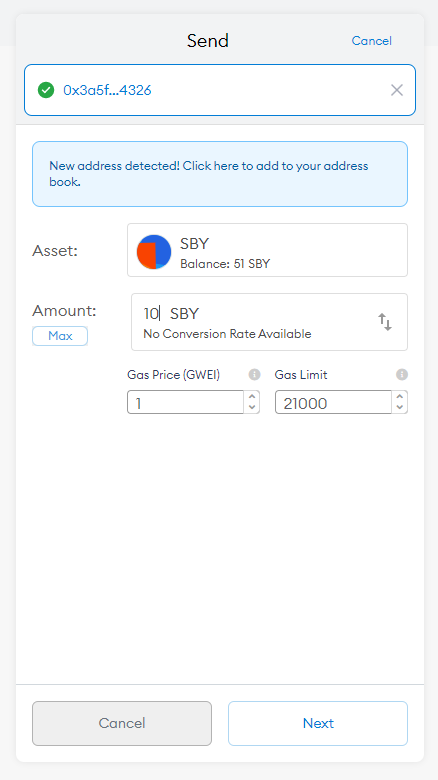 Send
Cancel
0x3a5f...4326
New address detected! Click here to add to your address
book.
Asset:
SBY
Balance: 51 SBY
Amount:
Max
10 SBY
No Conversion Rate Available
Gas Price (GWEI)
Gas Limit
1
21000
Cancel
Next